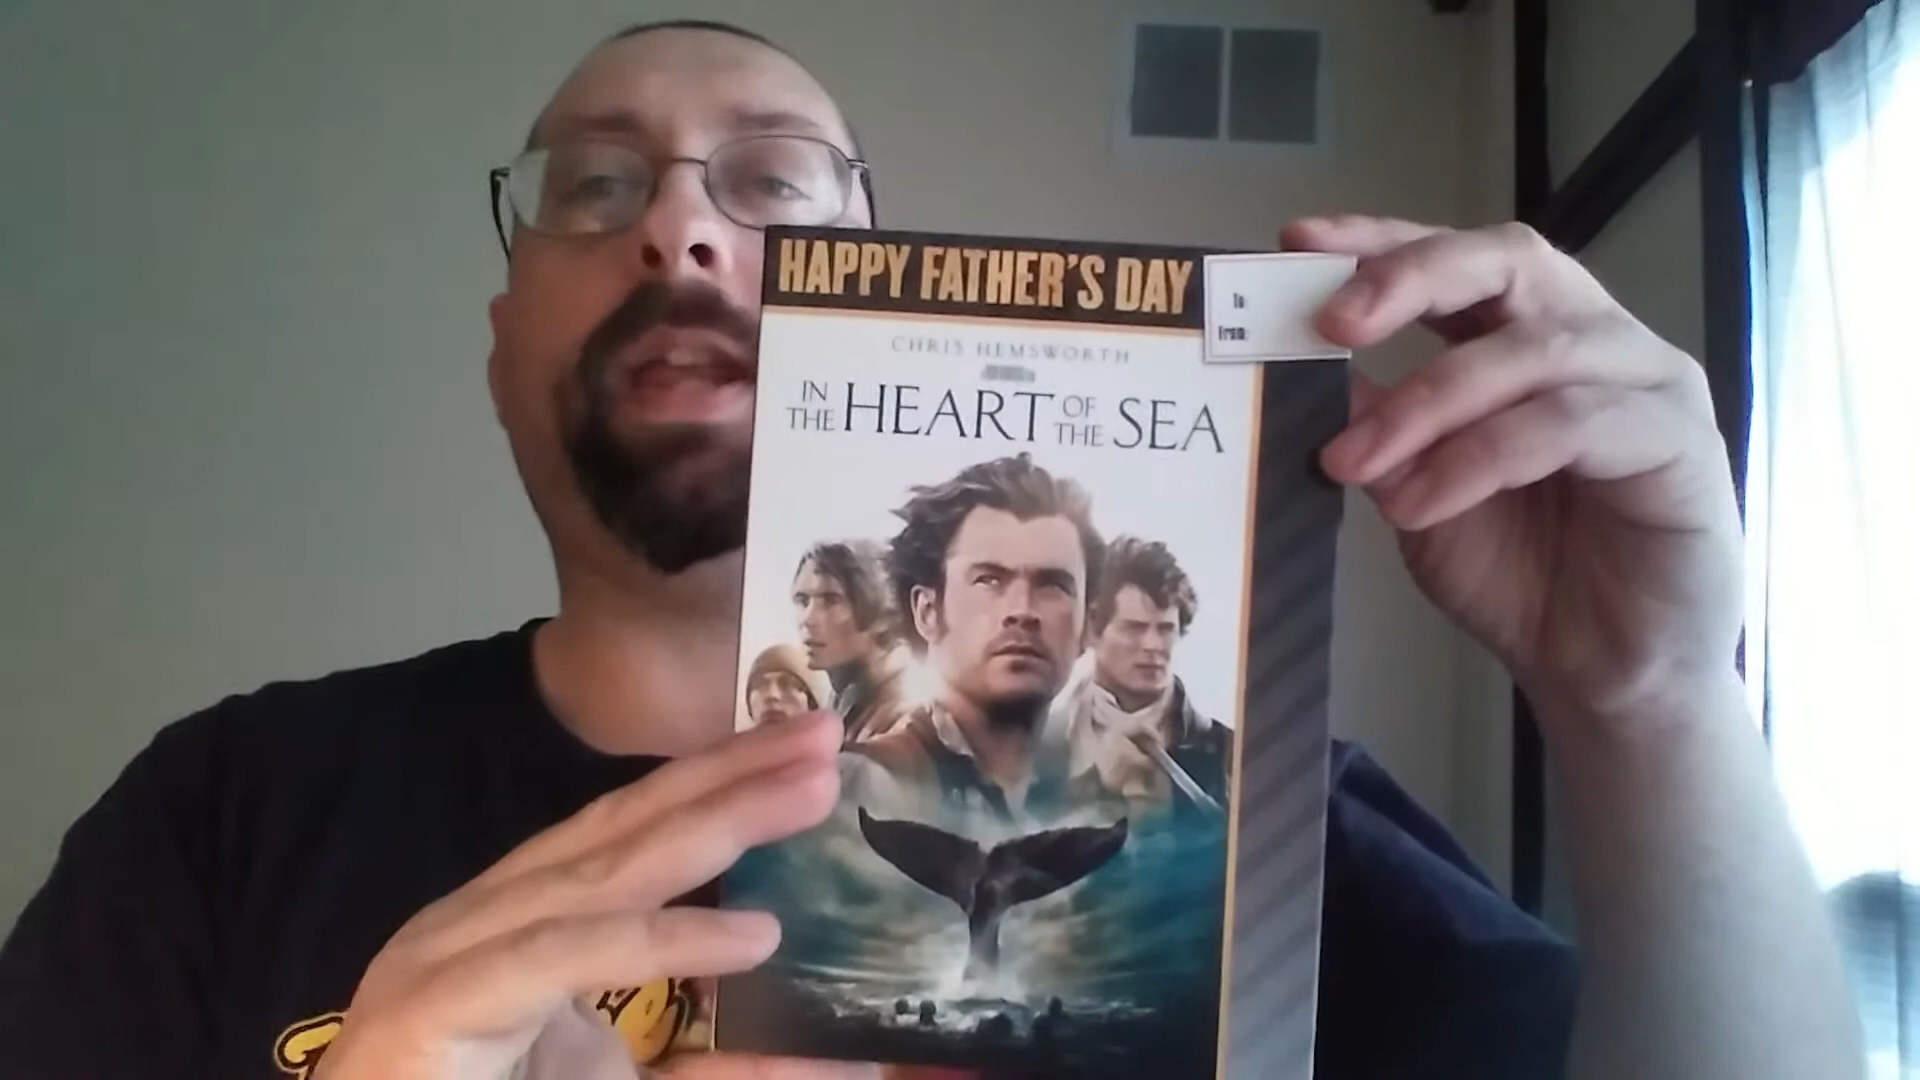 HAPPY FATHER'S DAY
To:
From:
CHRIS HEMSWORTH
IN THE HEART OF THE SEA